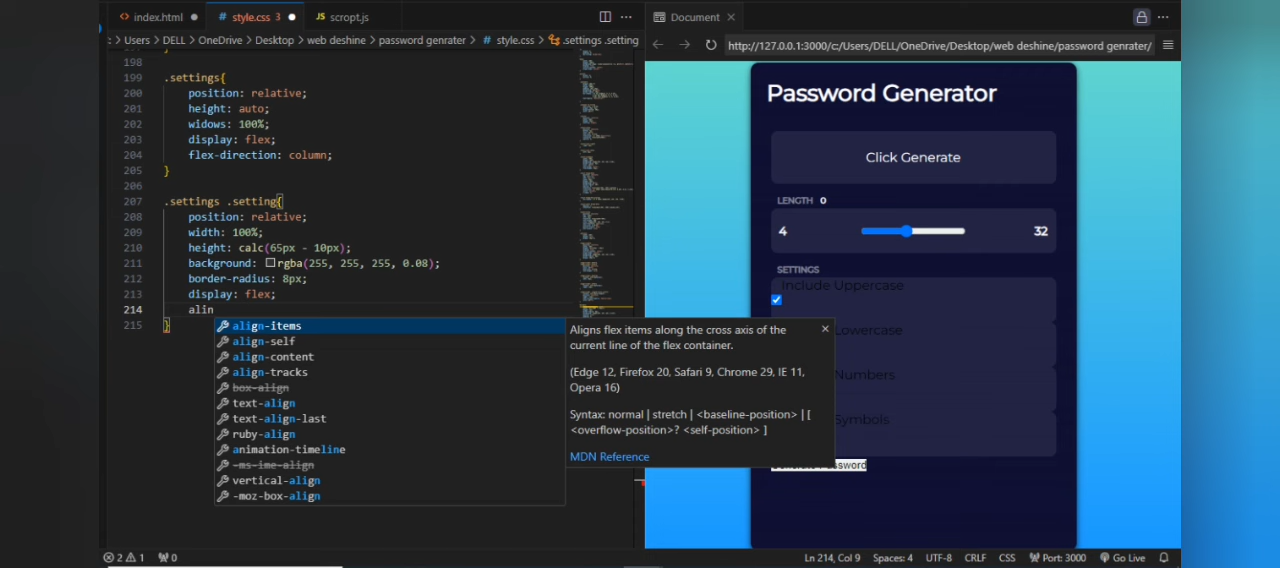 index.html
# style.css 3
JS scropt.js
Document
: > Users > DELL > OneDrive > Desktop > web deshine > password genrater > # style.css > .settings .setting
http://127.0.0.1:3000/c:/Users/DELL/OneDrive/Desktop/web deshine/password genrater/
198
199 .settings{
200 position: relative;
201 height: auto;
202 widows: 100%;
203 display: flex;
204 flex-direction: column;
205 }
206
207 .settings .setting{
208 position: relative;
209 width: 100%;
210 height: calc(65px - 10px);
211 background: rgba(255, 255, 255, 0.08);
212 border-radius: 8px;
213 display: flex;
214 alin
215 }
align-items
align-self
align-content
align-tracks
box-align
text-align
text-align-last
ruby-align
animation-timeline
-ms-ime-align
vertical-align
-moz-box-align
Aligns flex items along the cross axis of the
current line of the flex container.
(Edge 12, Firefox 20, Safari 9, Chrome 29, IE 11,
Opera 16)
Syntax: normal | stretch | <baseline-position> | [
<overflow-position>? <self-position> ]
MDN Reference
Password Generator
Click Generate
LENGTH 0
4 32
SETTINGS
Include Uppercase
Lowercase
Numbers
Symbols
2 1 0
Ln 214, Col 9 Spaces: 4 UTF-8 CRLF CSS Port: 3000 Go Live